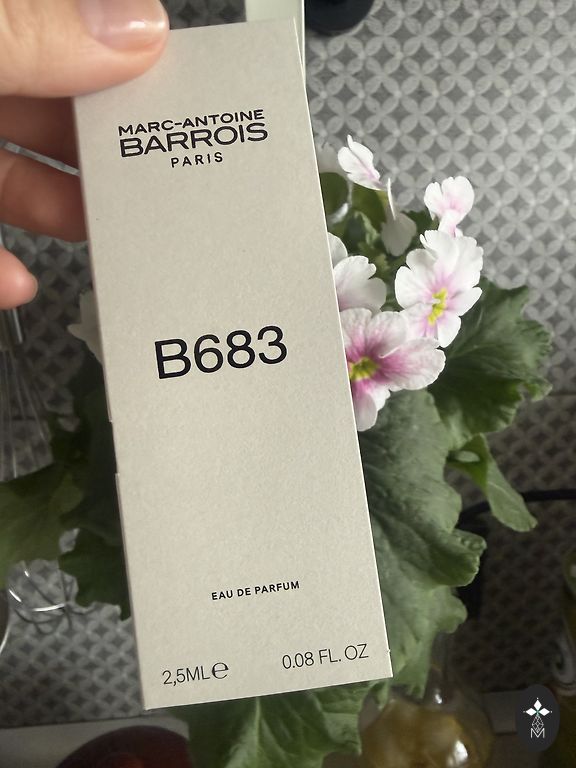 MARC-ANTOINE
BARROIS
PARIS
B683
EAU DE PARFUM
2,5ML℮ 0.08 FL. OZ
M